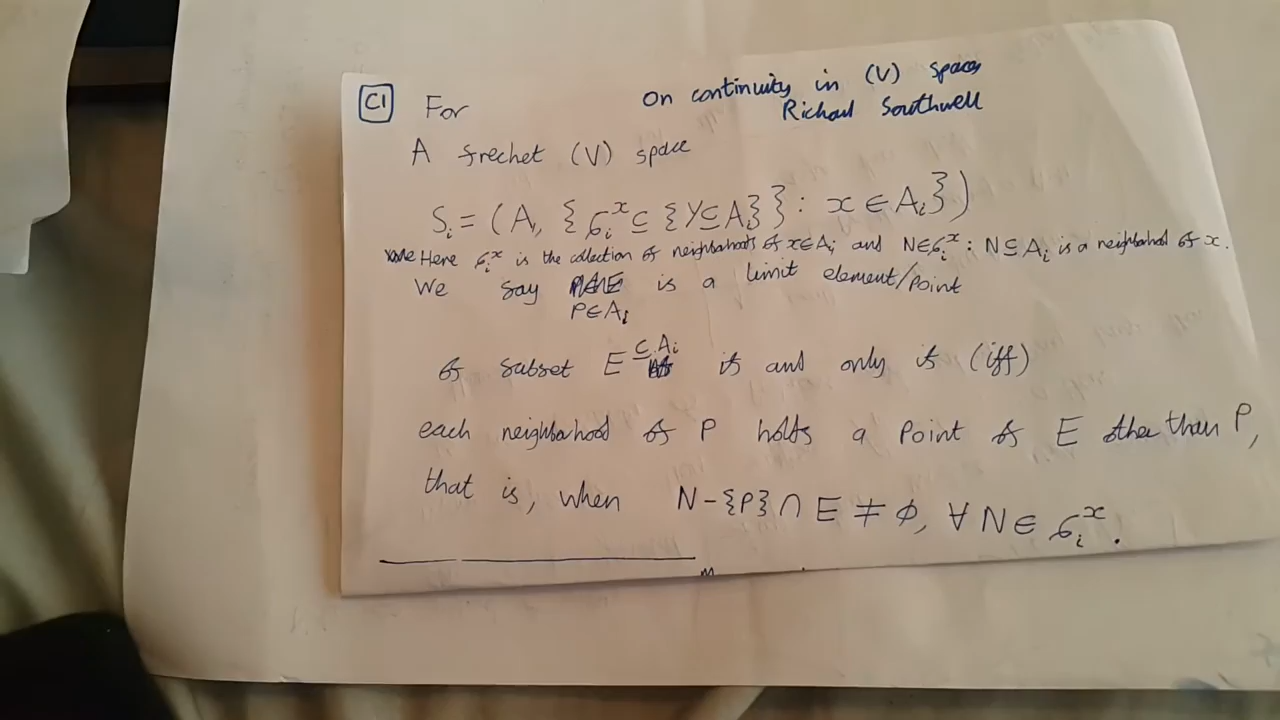 C1 For
On continuity in (V) spaces
Richard Southwell
A frechet (V) space
Sᵢ = (Aᵢ, {σᵢˣ ⊆ {Y⊆Aᵢ}} : x ∈ Aᵢ})
Here σᵢˣ is the collection of neighborhoods of x∈Aᵢ and N∈σᵢˣ : N⊆Aᵢ is a neighborhood of x.
We say is a limit element/point
P∈Aᵢ
of subset E ⊆ Aᵢ if and only if (iff)
each neighborhood of P holds a point of E other than P,
that is, when N-{P} ∩ E ≠ ∅, ∀ N ∈ σᵢˣ.